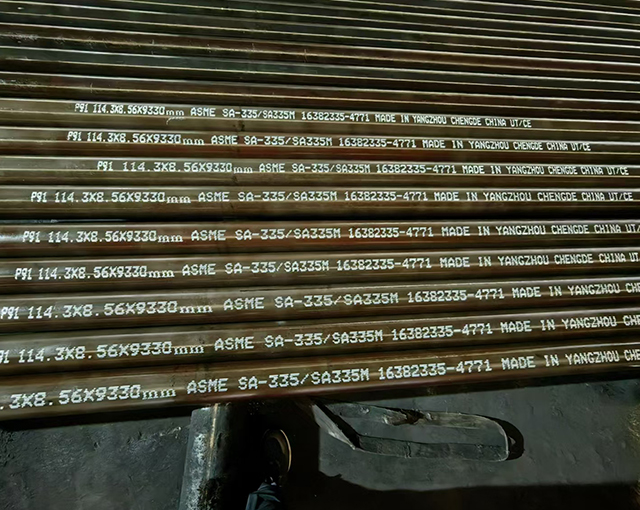 P91 114.3X8.56X9330mm ASME SA-335/SA335M 16382335-4771 MADE IN YANGZHOU CHENGDE CHINA UT/CE
P91 114.3X8.56X9330mm ASME SA-335/SA335M 16382335-4771 MADE IN YANGZHOU CHENGDE CHINA UT/CE
P91 114.3X8.56X9330mm ASME SA-335/SA335M 16382335-4771 MADE IN YANGZHOU CHENGDE CHINA UT/CE
P91 114.3X8.56X9330mm ASME SA-335/SA335M 16382335-4771 MADE IN YANGZHOU CHENGDE CHINA UT/CE
P91 114.3X8.56X9330mm ASME SA-335/SA335M 16382335-4771 MADE IN YANGZHOU CHENGDE CHINA UT/
P91 114.3X8.56X9330mm ASME SA-335/SA335M 16382335-4771 MADE IN YANGZHOU CHENGDE CHINA U
114.3X8.56X9330mm ASME SA-335/SA335M 16382335-4771 MADE IN YANGZHOU CHENGDE
91 114.3X8.56X9330mm ASME SA-335/SA335M 16382335-4771 MADE IN YANGZHOU CHE
.3X8.56X9330mm ASME SA-335/SA335M 16382335-4771 MADE IN YANGZHOU CHE